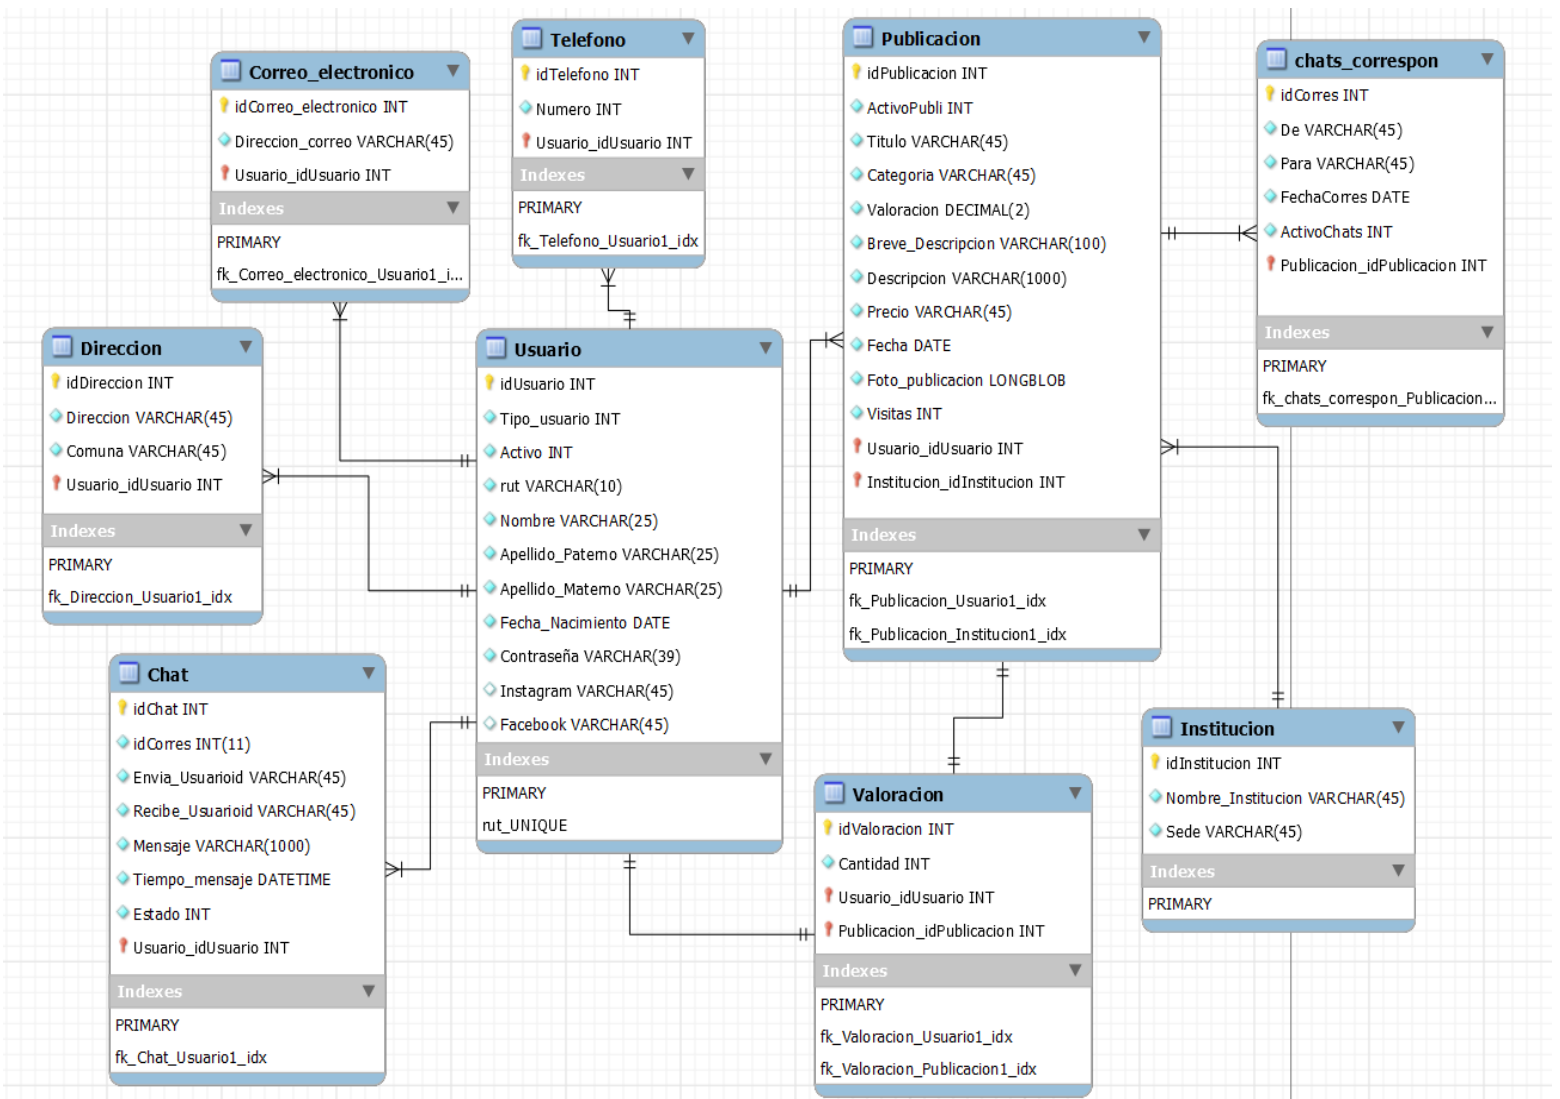 Correo_electronico
idCorreo_electronico INT
Direccion_correo VARCHAR(45)
Usuario_idUsuario INT
Indexes
PRIMARY
fk_Correo_electronico_Usuario1_i...
Telefono
idTelefono INT
Numero INT
Usuario_idUsuario INT
Indexes
PRIMARY
fk_Telefono_Usuario1_idx
Publicacion
idPublicacion INT
ActivoPubli INT
Titulo VARCHAR(45)
Categoria VARCHAR(45)
Valoracion DECIMAL(2)
Breve_Descripcion VARCHAR(100)
Descripcion VARCHAR(1000)
Precio VARCHAR(45)
Fecha DATE
Foto_publicacion LONGBLOB
Visitas INT
Usuario_idUsuario INT
Institucion_idInstitucion INT
Indexes
PRIMARY
fk_Publicacion_Usuario1_idx
fk_Publicacion_Institucion1_idx
chats_correspon
idCorres INT
De VARCHAR(45)
Para VARCHAR(45)
FechaCorres DATE
ActivoChats INT
Publicacion_idPublicacion INT
Indexes
PRIMARY
fk_chats_correspon_Publicacion...
Direccion
idDireccion INT
Direccion VARCHAR(45)
Comuna VARCHAR(45)
Usuario_idUsuario INT
Indexes
PRIMARY
fk_Direccion_Usuario1_idx
Usuario
idUsuario INT
Tipo_usuario INT
Activo INT
rut VARCHAR(10)
Nombre VARCHAR(25)
Apellido_Paterno VARCHAR(25)
Apellido_Materno VARCHAR(25)
Fecha_Nacimiento DATE
Contraseña VARCHAR(39)
Instagram VARCHAR(45)
Facebook VARCHAR(45)
Indexes
PRIMARY
rut_UNIQUE
Chat
idChat INT
idCorres INT(11)
Envia_Usuarioid VARCHAR(45)
Recibe_Usuarioid VARCHAR(45)
Mensaje VARCHAR(1000)
Tiempo_mensaje DATETIME
Estado INT
Usuario_idUsuario INT
Indexes
PRIMARY
fk_Chat_Usuario1_idx
Valoracion
idValoracion INT
Cantidad INT
Usuario_idUsuario INT
Publicacion_idPublicacion INT
Indexes
PRIMARY
fk_Valoracion_Usuario1_idx
fk_Valoracion_Publicacion1_idx
Institucion
idInstitucion INT
Nombre_Institucion VARCHAR(45)
Sede VARCHAR(45)
Indexes
PRIMARY